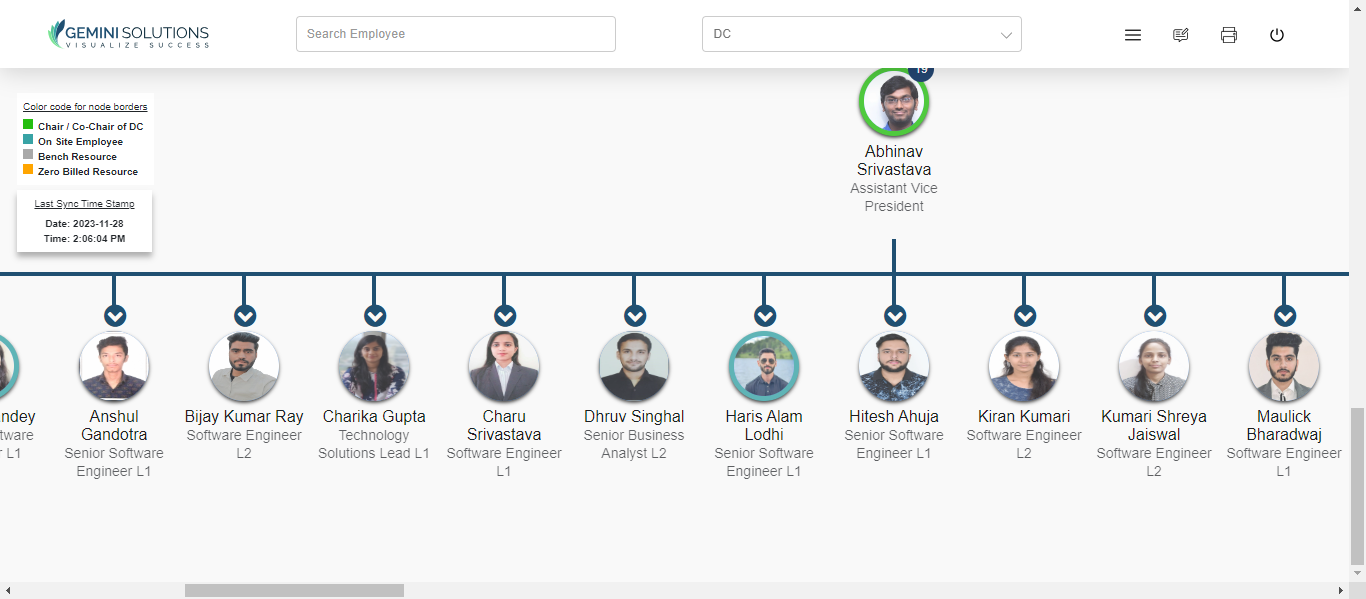 GEMINI SOLUTIONS
VISUALIZE SUCCESS
Search Employee
DC
Color code for node borders
Chair / Co-Chair of DC
On Site Employee
Bench Resource
Zero Billed Resource
Last Sync Time Stamp
Date: 2023-11-28
Time: 2:06:04 PM
19
Abhinav
Srivastava
Assistant Vice
President
ndey
tware
r L1
Anshul
Gandotra
Senior Software
Engineer L1
Bijay Kumar Ray
Software Engineer
L2
Charika Gupta
Technology
Solutions Lead L1
Charu
Srivastava
Software Engineer
L1
Dhruv Singhal
Senior Business
Analyst L2
Haris Alam
Lodhi
Senior Software
Engineer L1
Hitesh Ahuja
Senior Software
Engineer L1
Kiran Kumari
Software Engineer
L2
Kumari Shreya
Jaiswal
Software Engineer
L2
Maulick
Bharadwaj
Software Engineer
L1